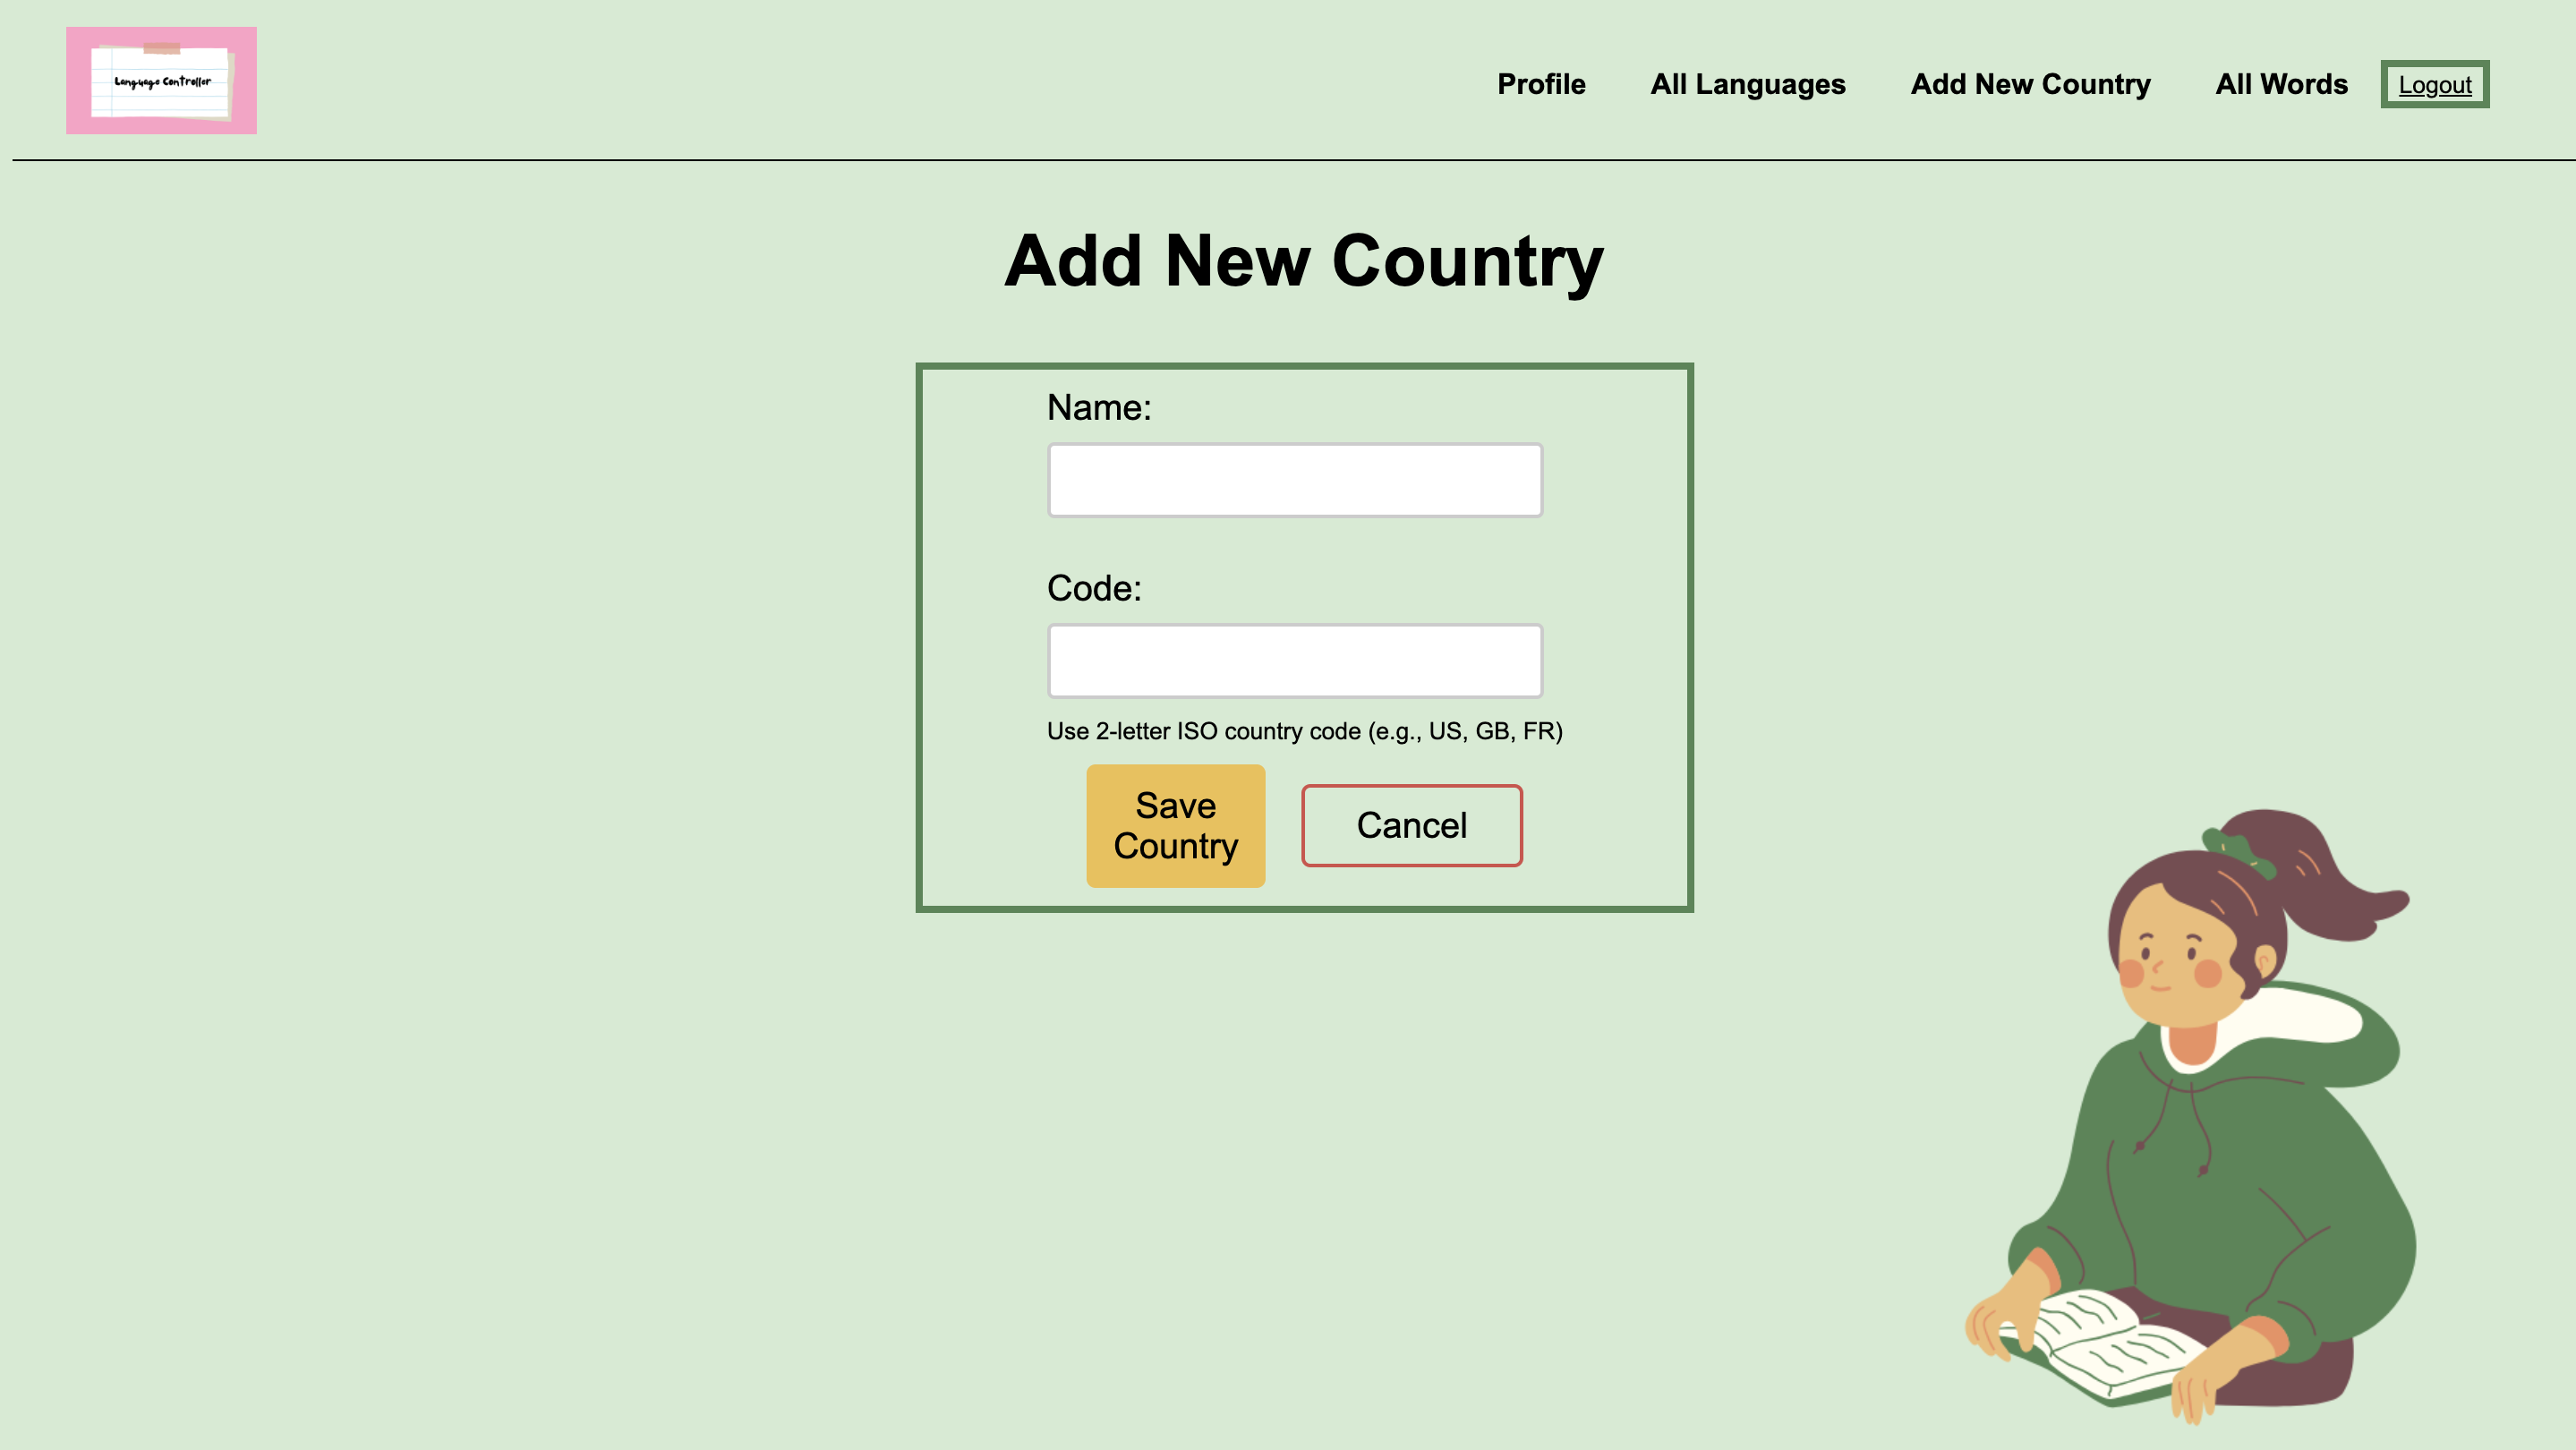 Language Controller
Profile
All Languages
Add New Country
All Words
Logout
Add New Country
Name:
Code:
Use 2-letter ISO country code (e.g., US, GB, FR)
Save
Country
Cancel